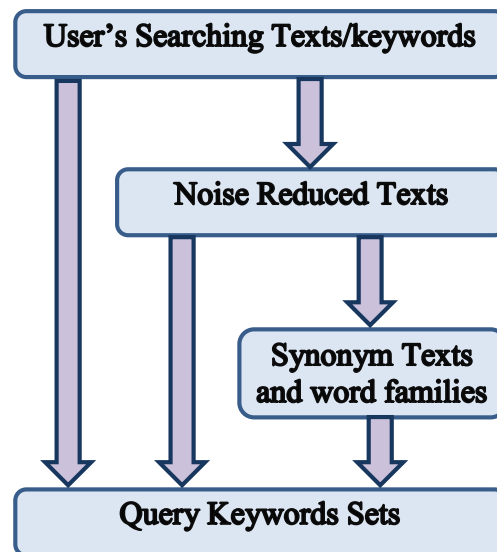 User’s Searching Texts/keywords
Noise Reduced Texts
Synonym Texts
and word families
Query Keywords Sets